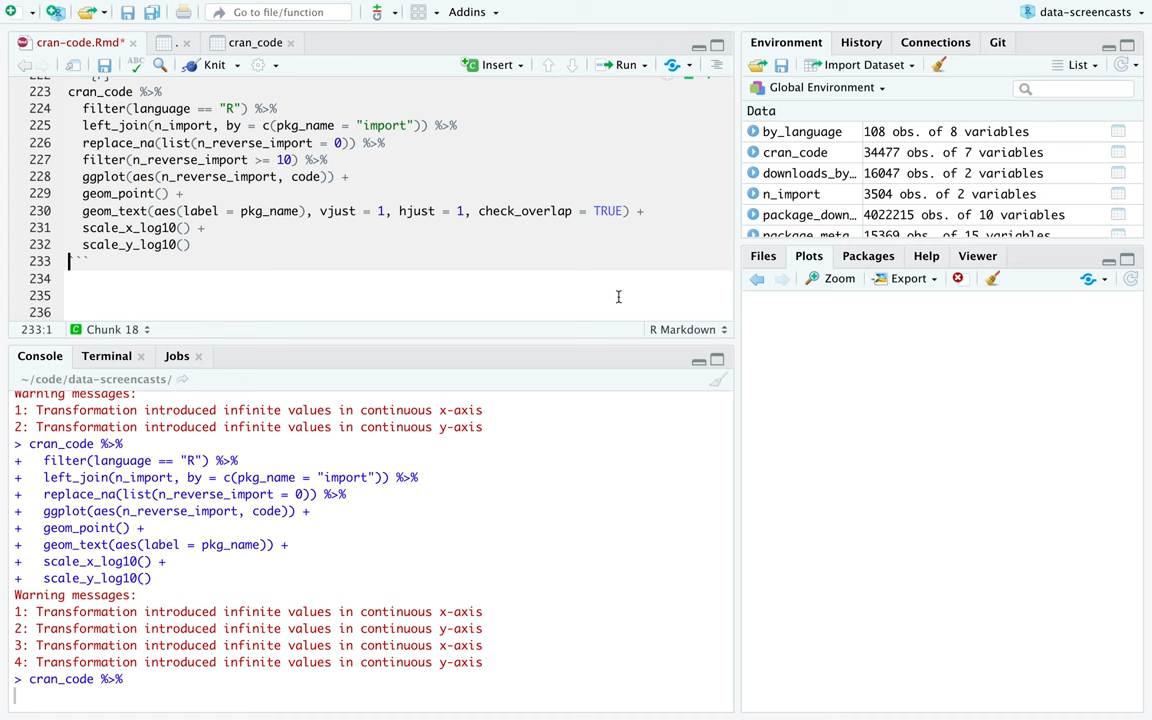 Go to file/function
Addins
data-screencasts
cran-code.Rmd*
.
cran_code
Knit
Insert
Run
222
223 cran_code %>%
224 filter(language == "R") %>%
225 left_join(n_import, by = c(pkg_name = "import")) %>%
226 replace_na(list(n_reverse_import = 0)) %>%
227 filter(n_reverse_import >= 10) %>%
228 ggplot(aes(n_reverse_import, code)) +
229 geom_point() +
230 geom_text(aes(label = pkg_name), vjust = 1, hjust = 1, check_overlap = TRUE) +
231 scale_x_log10() +
232 scale_y_log10()
233 ```
234
235
236
233:1 Chunk 18 R Markdown
Console Terminal Jobs
~/code/data-screencasts/
Warning messages:
1: Transformation introduced infinite values in continuous x-axis
2: Transformation introduced infinite values in continuous y-axis
> cran_code %>%
+ filter(language == "R") %>%
+ left_join(n_import, by = c(pkg_name = "import")) %>%
+ replace_na(list(n_reverse_import = 0)) %>%
+ ggplot(aes(n_reverse_import, code)) +
+ geom_point() +
+ geom_text(aes(label = pkg_name)) +
+ scale_x_log10() +
+ scale_y_log10()
Warning messages:
1: Transformation introduced infinite values in continuous x-axis
2: Transformation introduced infinite values in continuous y-axis
3: Transformation introduced infinite values in continuous x-axis
4: Transformation introduced infinite values in continuous y-axis
> cran_code %>%
Environment History Connections Git
Import Dataset List
Global Environment
Data
by_language 108 obs. of 8 variables
cran_code 34477 obs. of 7 variables
downloads_by… 16047 obs. of 2 variables
n_import 3504 obs. of 2 variables
package_down… 4022215 obs. of 10 variables
package_meta 15369 obs. of 15 variables
Files Plots Packages Help Viewer
Zoom Export